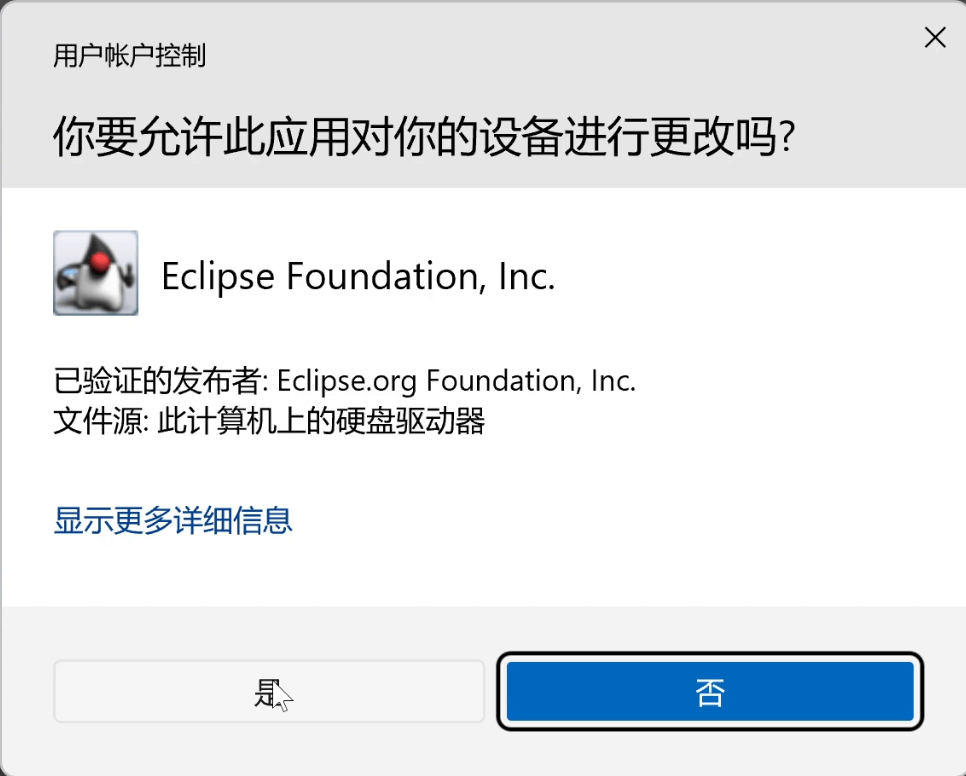 用户帐户控制
你要允许此应用对你的设备进行更改吗?
Eclipse Foundation, Inc.
已验证的发布者: Eclipse.org Foundation, Inc.
文件源: 此计算机上的硬盘驱动器
显示更多详细信息
是
否